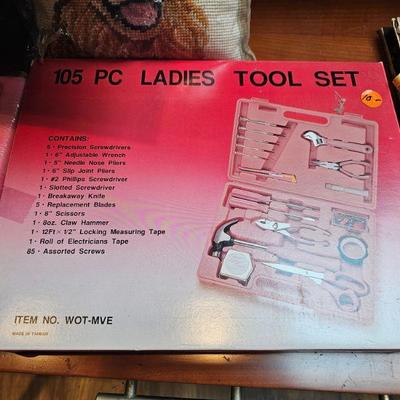 105 PC LADIES TOOL SET
10-
CONTAINS:
5 • Precision Screwdrivers
1 • 6" Adjustable Wrench
1 • 5" Needle Nose Pliers
1 • 6" Slip Joint Pliers
1 • #2 Phillips Screwdriver
1 • Slotted Screwdriver
1 • Breakaway Knife
5 • Replacement Blades
1 • 8" Scissors
1 • 8oz. Claw Hammer
1 • 12Ft × 1/2" Locking Measuring Tape
1 • Roll of Electricians Tape
85 • Assorted Screws
ITEM NO. WOT-MVE
MADE IN TAIWAN